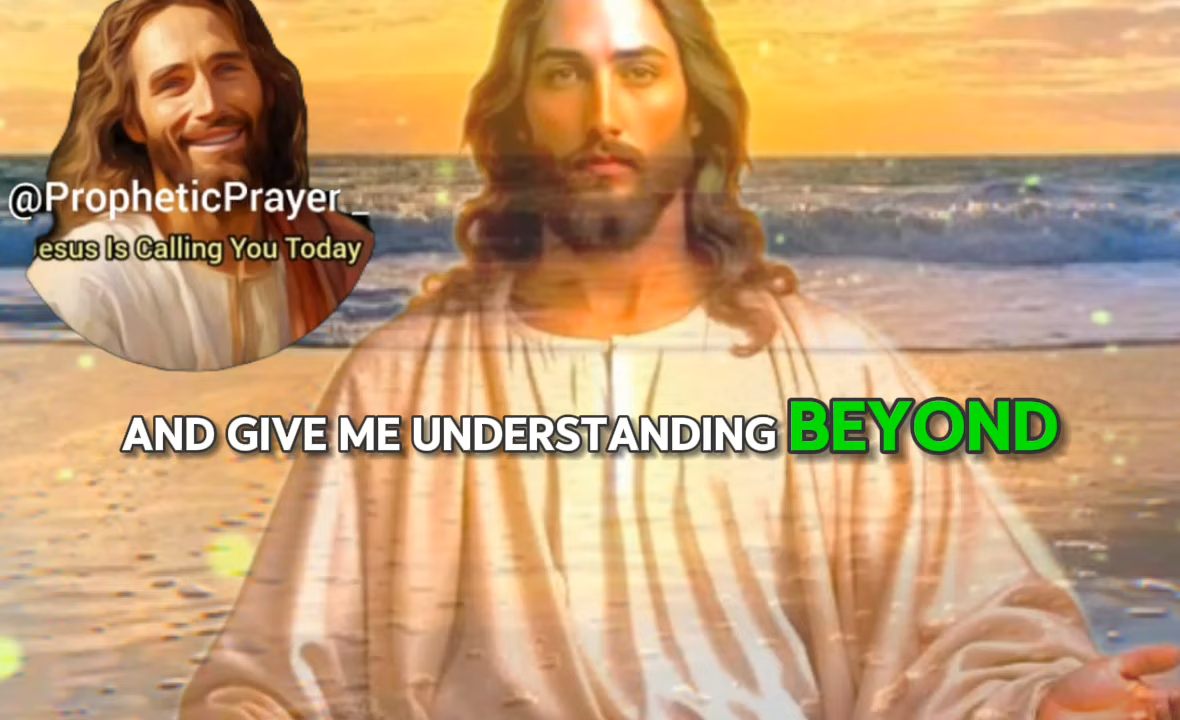 @PropheticPrayer_
esus Is Calling You Today
AND GIVE ME UNDERSTANDING BEYOND